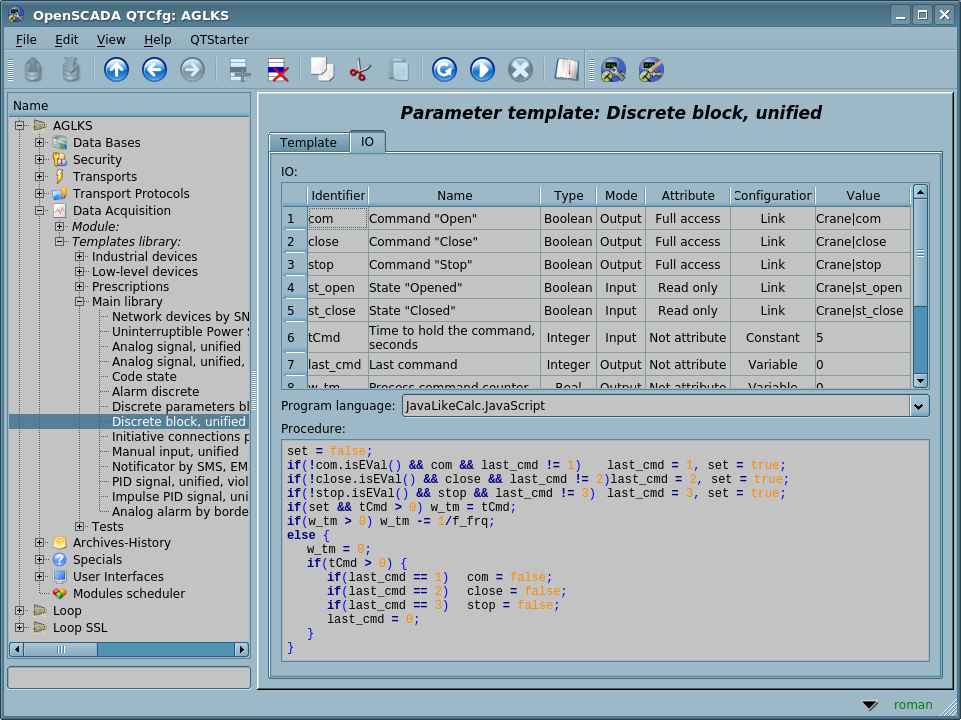 OpenSCADA QTCfg: AGLKS
File Edit View Help QTStarter
Name
AGLKS
Data Bases
Security
Transports
Transport Protocols
Data Acquisition
Module:
Templates library:
Industrial devices
Low-level devices
Prescriptions
Main library
Network devices by SN
Uninterruptible Power
Analog signal, unified
Analog signal, unified,
Code state
Alarm discrete
Discrete parameters bl
Discrete block, unified
Initiative connections p
Manual input, unified
Notificator by SMS, EM
PID signal, unified, viol
Impulse PID signal, uni
Analog alarm by borde
Tests
Archives-History
Specials
User Interfaces
Modules scheduler
Loop
Loop SSL
Parameter template: Discrete block, unified
Template IO
IO:
Identifier Name Type Mode Attribute Configuration Value
1 com Command "Open" Boolean Output Full access Link Crane|com
2 close Command "Close" Boolean Output Full access Link Crane|close
3 stop Command "Stop" Boolean Output Full access Link Crane|stop
4 st_open State "Opened" Boolean Input Read only Link Crane|st_open
5 st_close State "Closed" Boolean Input Read only Link Crane|st_close
6 tCmd Time to hold the command, seconds Integer Input Not attribute Constant 5
7 last_cmd Last command Integer Output Not attribute Variable 0
8 w_tm Process command counter Real Output Not attribute Variable 0
Program language: JavaLikeCalc.JavaScript
Procedure:
set = false;
if(!com.isEVal() && com && last_cmd != 1) last_cmd = 1, set = true;
if(!close.isEVal() && close && last_cmd != 2)last_cmd = 2, set = true;
if(!stop.isEVal() && stop && last_cmd != 3) last_cmd = 3, set = true;
if(set && tCmd > 0) w_tm = tCmd;
if(w_tm > 0) w_tm -= 1/f_frq;
else {
w_tm = 0;
if(tCmd > 0) {
if(last_cmd == 1) com = false;
if(last_cmd == 2) close = false;
if(last_cmd == 3) stop = false;
last_cmd = 0;
}
}
roman